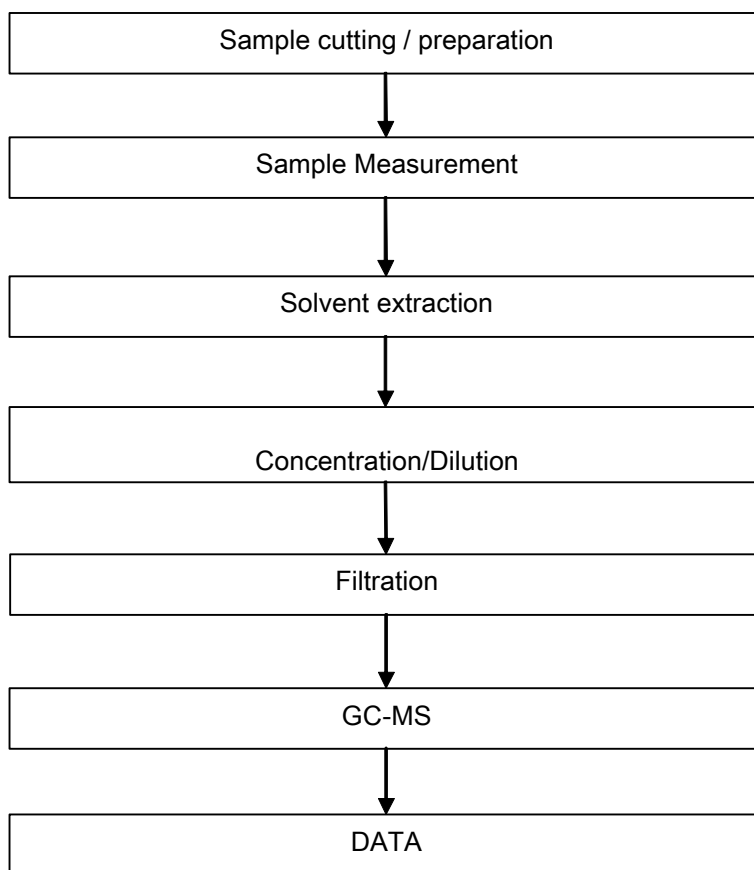 Sample cutting / preparation
Sample Measurement
Solvent extraction
Concentration/Dilution
Filtration
GC-MS
DATA